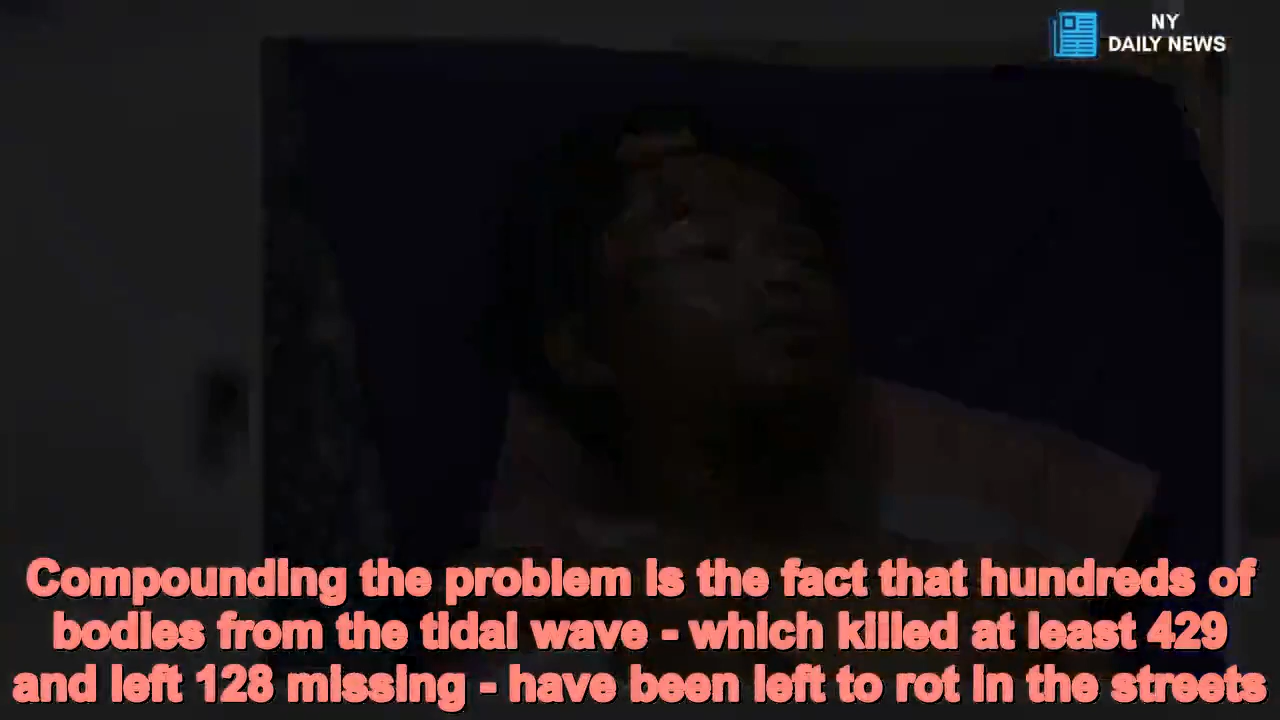 NY
DAILY NEWS
Compounding the problem is the fact that hundreds of
bodies from the tidal wave - which killed at least 429
and left 128 missing - have been left to rot in the streets